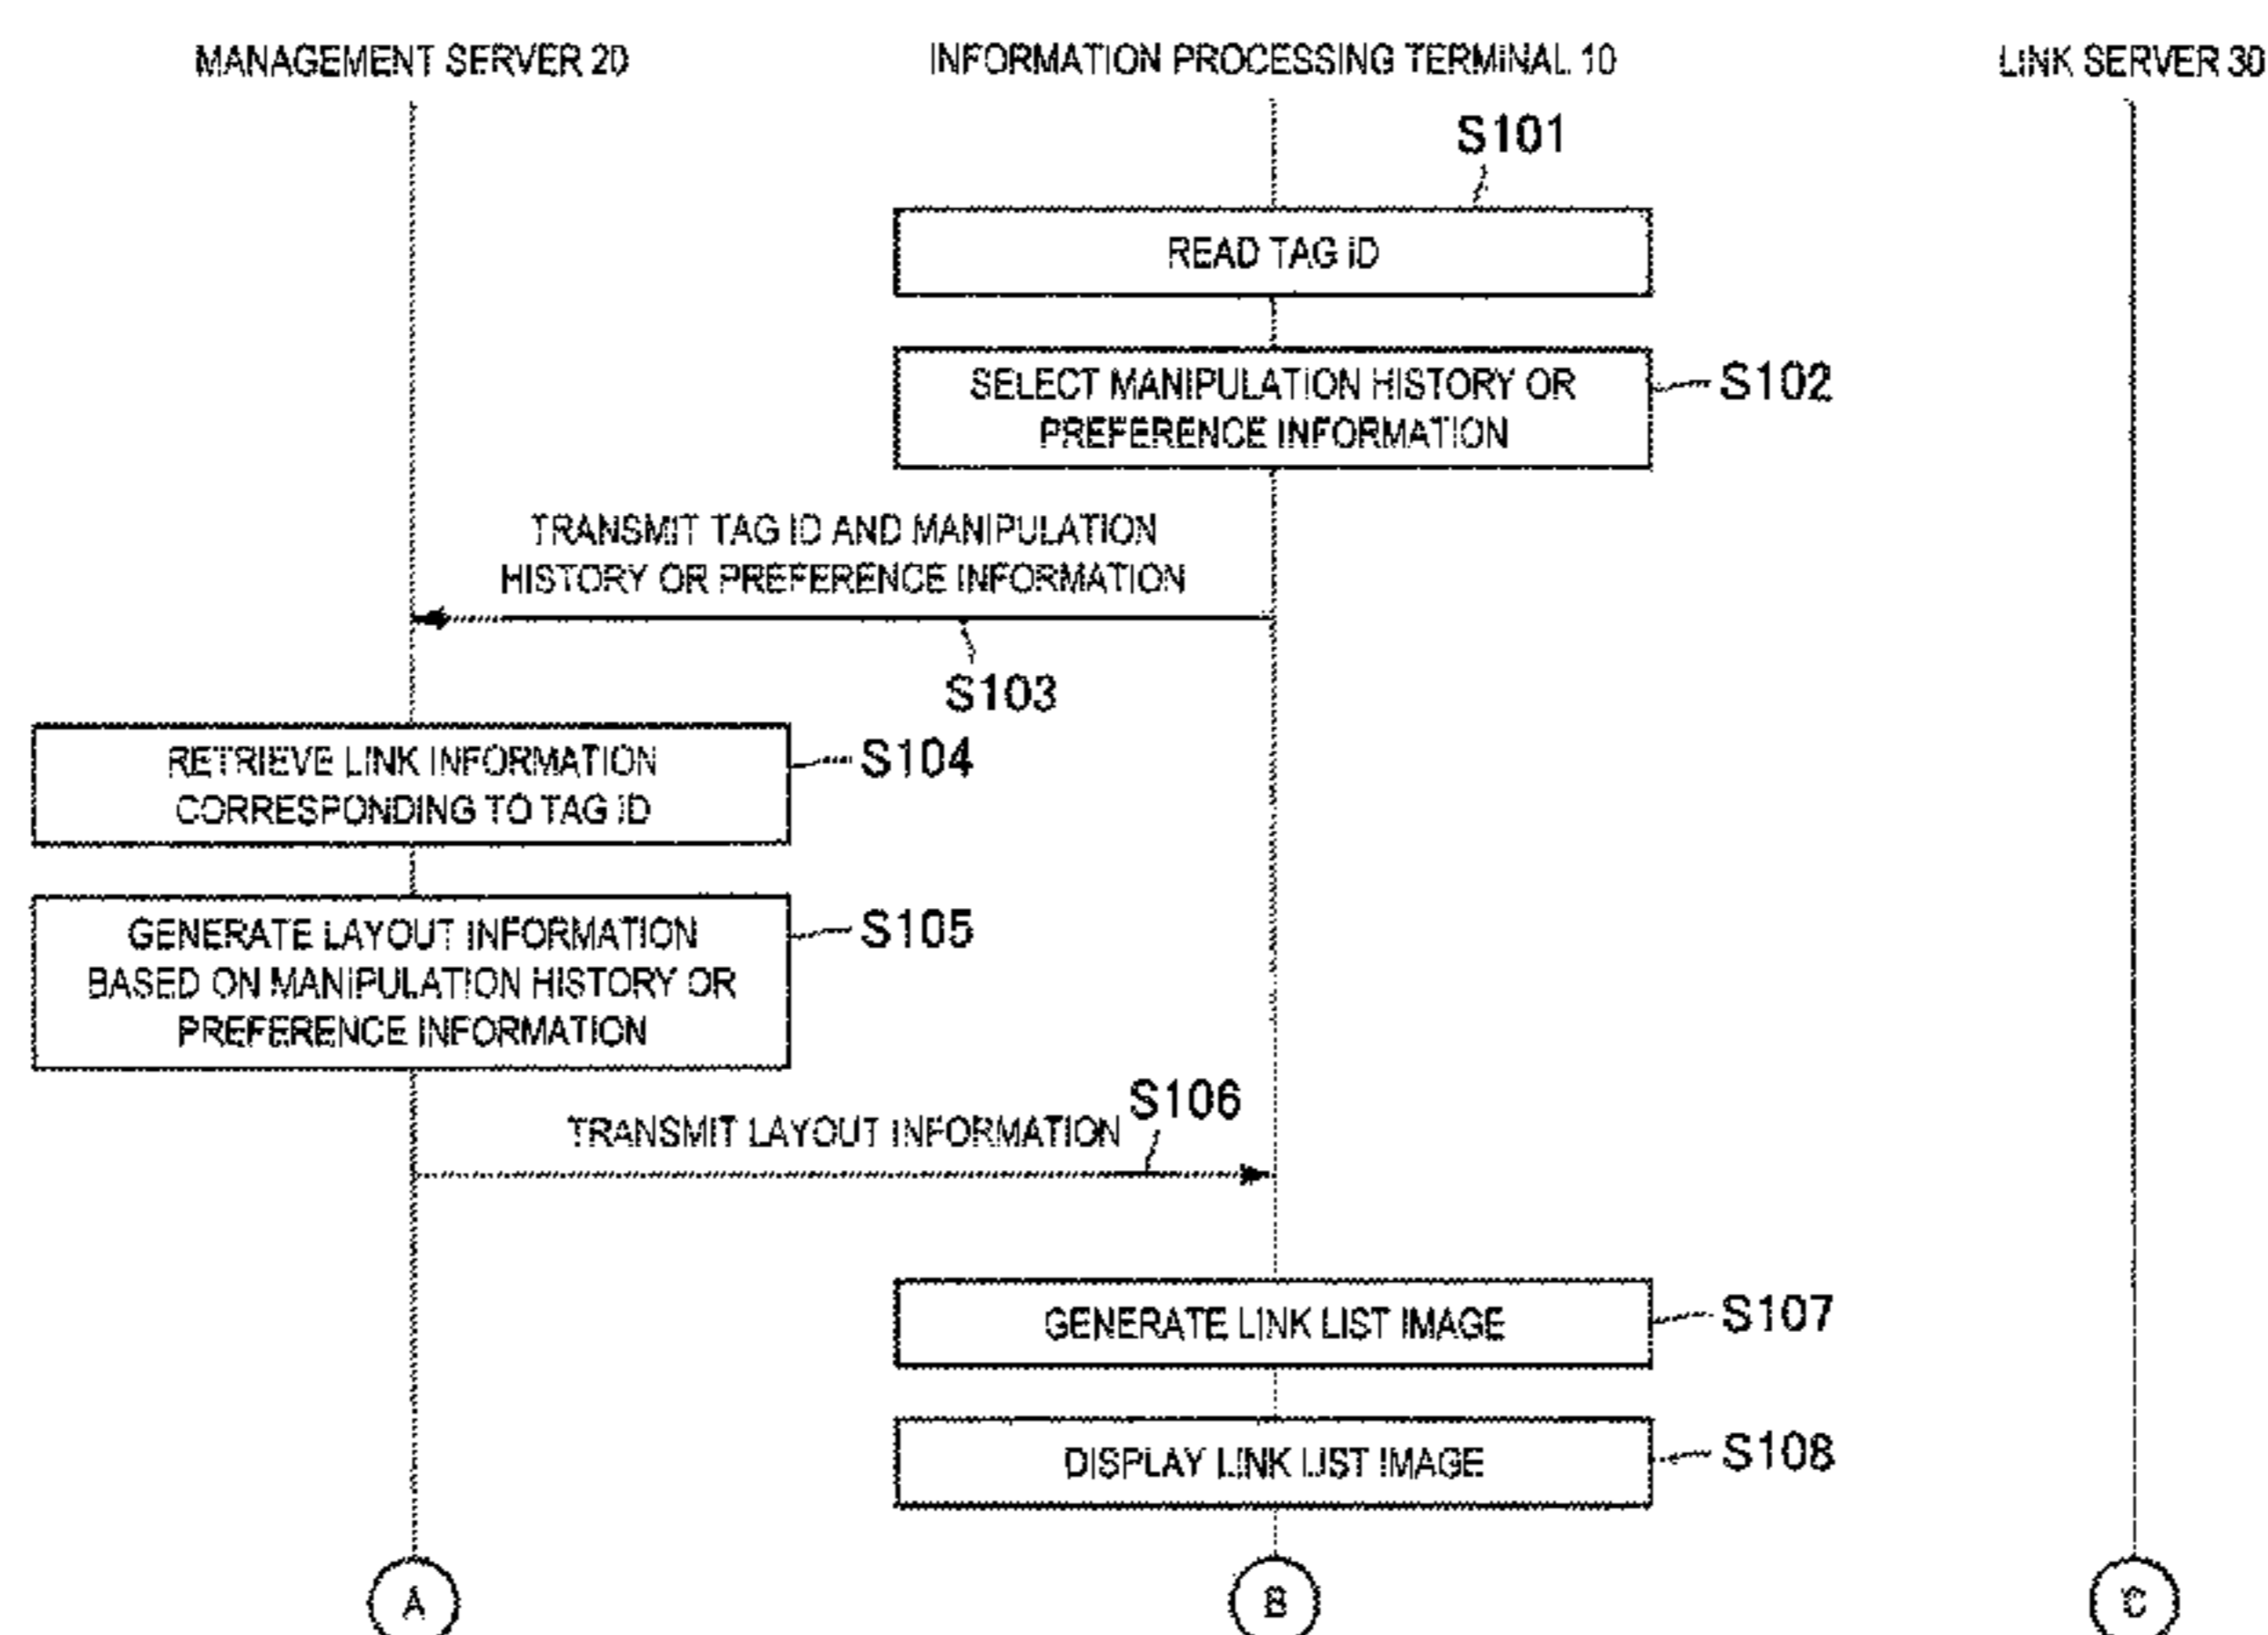 MANAGEMENT SERVER 20
INFORMATION PROCESSING TERMINAL 10
LINK SERVER 30
S101
READ TAG ID
SELECT MANIPULATION HISTORY OR
PREFERENCE INFORMATION
S102
TRANSMIT TAG ID AND MANIPULATION
HISTORY OR PREFERENCE INFORMATION
S103
RETRIEVE LINK INFORMATION
CORRESPONDING TO TAG ID
S104
GENERATE LAYOUT INFORMATION
BASED ON MANIPULATION HISTORY OR
PREFERENCE INFORMATION
S105
TRANSMIT LAYOUT INFORMATION
S106
GENERATE LINK LIST IMAGE
S107
DISPLAY LINK LIST IMAGE
S108
A
B
C